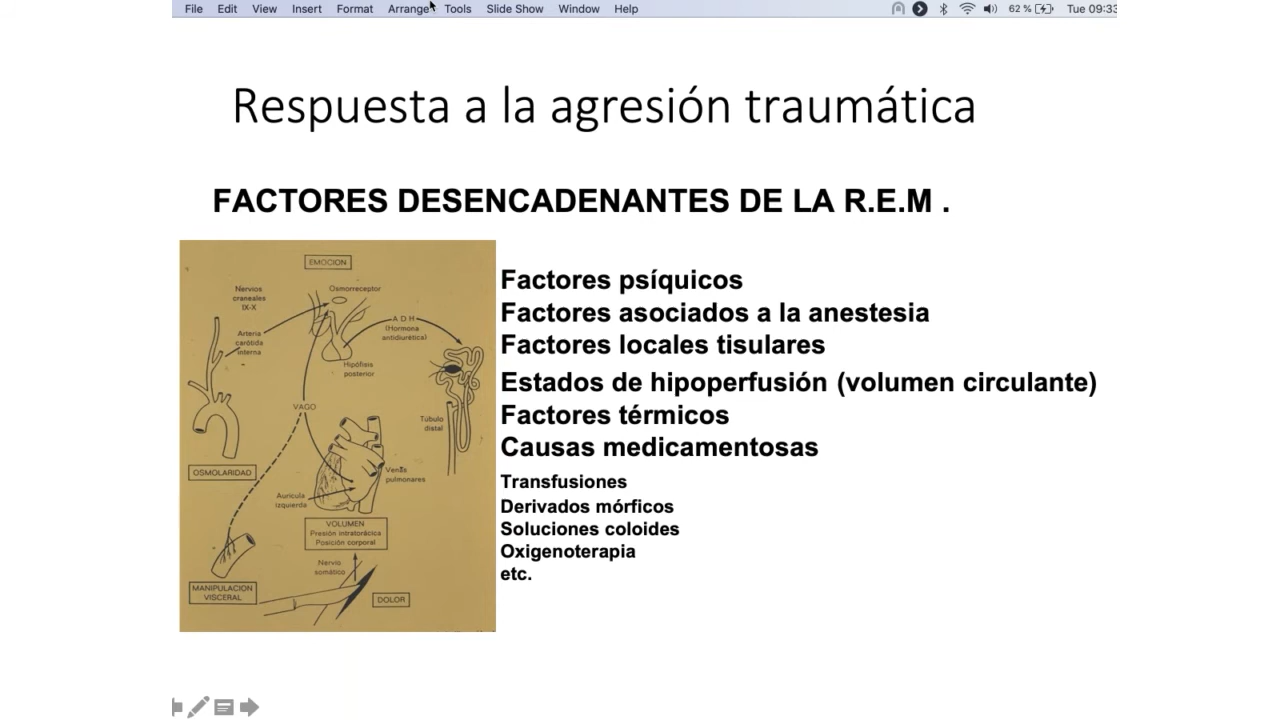 File Edit View Insert Format Arrange Tools Slide Show Window Help 62 % Tue 09:33
Respuesta a la agresión traumática
FACTORES DESENCADENANTES DE LA R.E.M .
EMOCION
Nervios
craneales
IX-X
Osmorreceptor
Arteria
carótida
interna
A D H
(Hormona
antidiurética)
Hipófisis
posterior
VAGO
Túbulo
distal
OSMOLARIDAD
Venas
pulmonares
Aurícula
izquierda
VOLUMEN
Presión intratorácica
Posición corporal
Nervio
somático
MANIPULACION
VISCERAL
DOLOR
Factores psíquicos
Factores asociados a la anestesia
Factores locales tisulares
Estados de hipoperfusión (volumen circulante)
Factores térmicos
Causas medicamentosas
Transfusiones
Derivados mórficos
Soluciones coloides
Oxigenoterapia
etc.